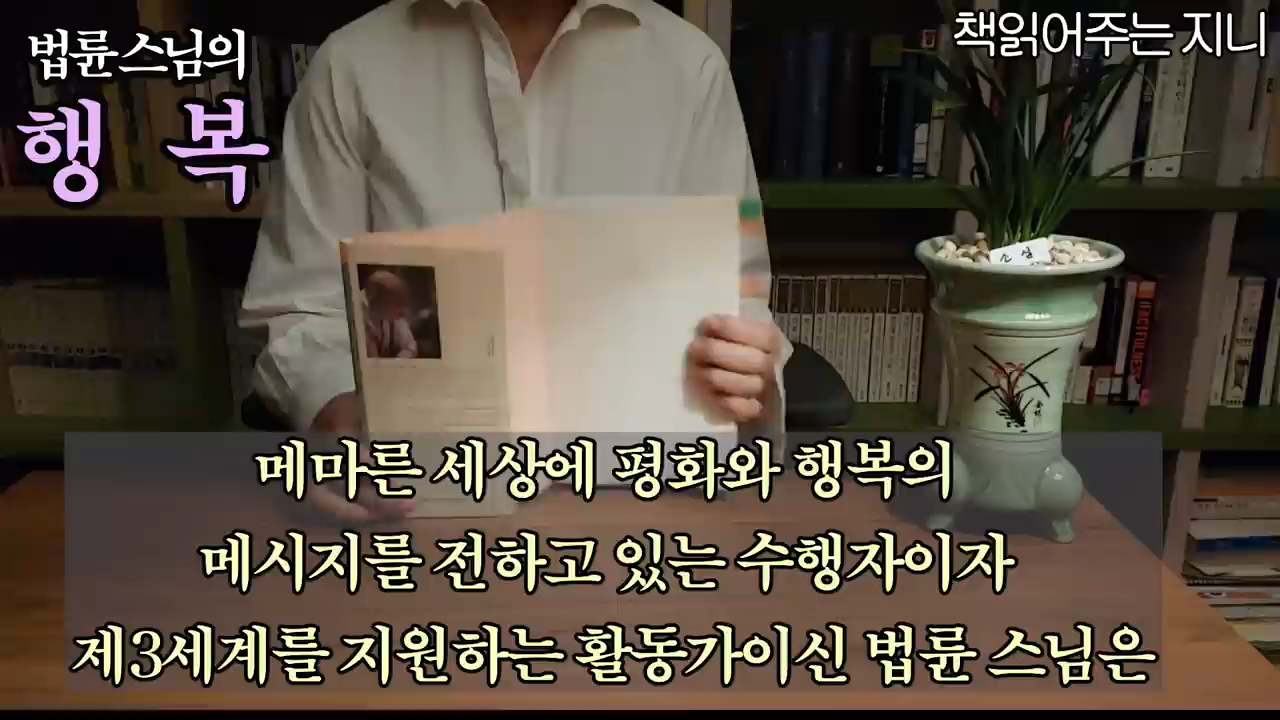 법륜스님의
행 복
책읽어주는 지니
FACTFULNESS
메마른 세상에 평화와 행복의
메시지를 전하고 있는 수행자이자
제3세계를 지원하는 활동가이신 법륜 스님은